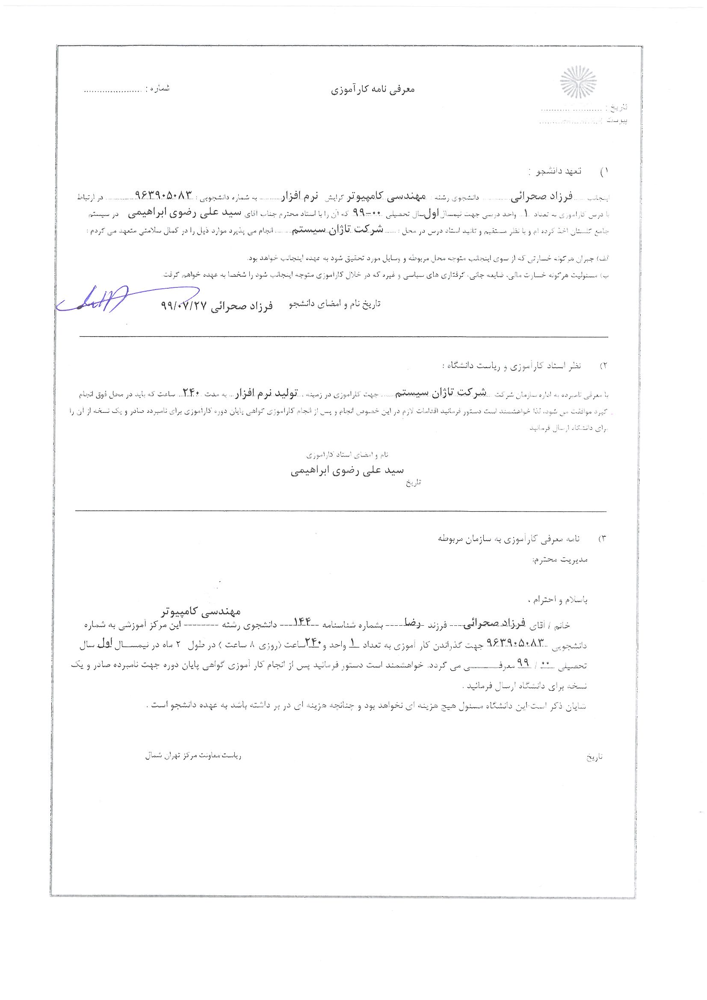 معرفی نامه کارآموزی
شماره : ......................
تاریخ : ......................
پیوست ......................
۱) تعهد دانشجو :
اینجانب ..... فرزاد صحرائی .......... دانشجوی رشته : مهندسی کامپیوتر گرایش نرم افزار .......... به شماره دانشجویی : ۹۶۳۹۰۵۰۸۳ .......... در ارتباط
با درس کارآموزی به تعداد ۱ واحد درسی جهت نیمسال اول سال تحصیلی ۰۰-۹۹ که آن را با استاد محترم جناب آقای سید علی رضوی ابراهیمی در سیستم
جامع گلستان اخذ کرده ام و با نظر مستقیم و تائید استاد درس در محل : ...... شرکت تاژان سیستم ........ انجام می پذیرد موارد ذیل را در کمال سلامتی متعهد می گردم :
الف) جبران هرگونه خسارتی که از سوی اینجانب متوجه محل مربوطه و وسایل مورد تحقیق شود به عهده اینجانب خواهد بود.
ب) مسئولیت هرگونه خسارت مالی، ضایعه جانی، گرفتاری های سیاسی و غیره که در خلال کارآموزی متوجه اینجانب شود را شخصا به عهده خواهم گرفت.
تاریخ نام و امضای دانشجو فرزاد صحرائی ۹۹/۰۷/۲۷
۲) نظر استاد کارآموزی و ریاست دانشگاه :
با معرفی نامبرده به اداره سازمان شرکت .... شرکت تاژان سیستم ...... جهت کارآموزی در زمینه . تولید نرم افزار ... به مدت ۲۴۰ ساعت که باید در محل فوق انجام
گیرد موافقت می شود، لذا خواهشمند است دستور فرمائید اقدامات لازم در این خصوص انجام و پس از انجام کارآموزی گواهی پایان دوره کارآموزی برای نامبرده صادر و یک نسخه از آن را
برای دانشگاه ارسال فرمائید.
نام و امضای استاد کارآموزی
سید علی رضوی ابراهیمی
تاریخ
۳) نامه معرفی کارآموزی به سازمان مربوطه
مدیریت محترم:
باسلام و احترام ،
مهندسی کامپیوتر
خانم / آقای فرزاد صحرائی ---- فرزند - رضا ---- بشماره شناسنامه --۱۴۴---- دانشجوی رشته -------- این مرکز آموزشی به شماره
دانشجویی -۹۶۳۹۰۵۰۸۳ جهت گذراندن کار آموزی به تعداد ۱ واحد و ۲۴۰ ساعت (روزی ۸ ساعت ) در طول ۲ ماه در نیمســـال اول سال
تحصیلی ۰۰ / ۹۹ معرفــــــی می گردد. خواهشمند است دستور فرمائید پس از انجام کار آموزی گواهی پایان دوره جهت نامبرده صادر و یک
نسخه برای دانشگاه ارسال فرمائید .
شایان ذکر است این دانشگاه مسئول هیچ هزینه ای نخواهد بود و چنانچه هزینه ای در بر داشته باشد به عهده دانشجو است .
تاریخ
ریاست معاونت مرکز تهران شمال